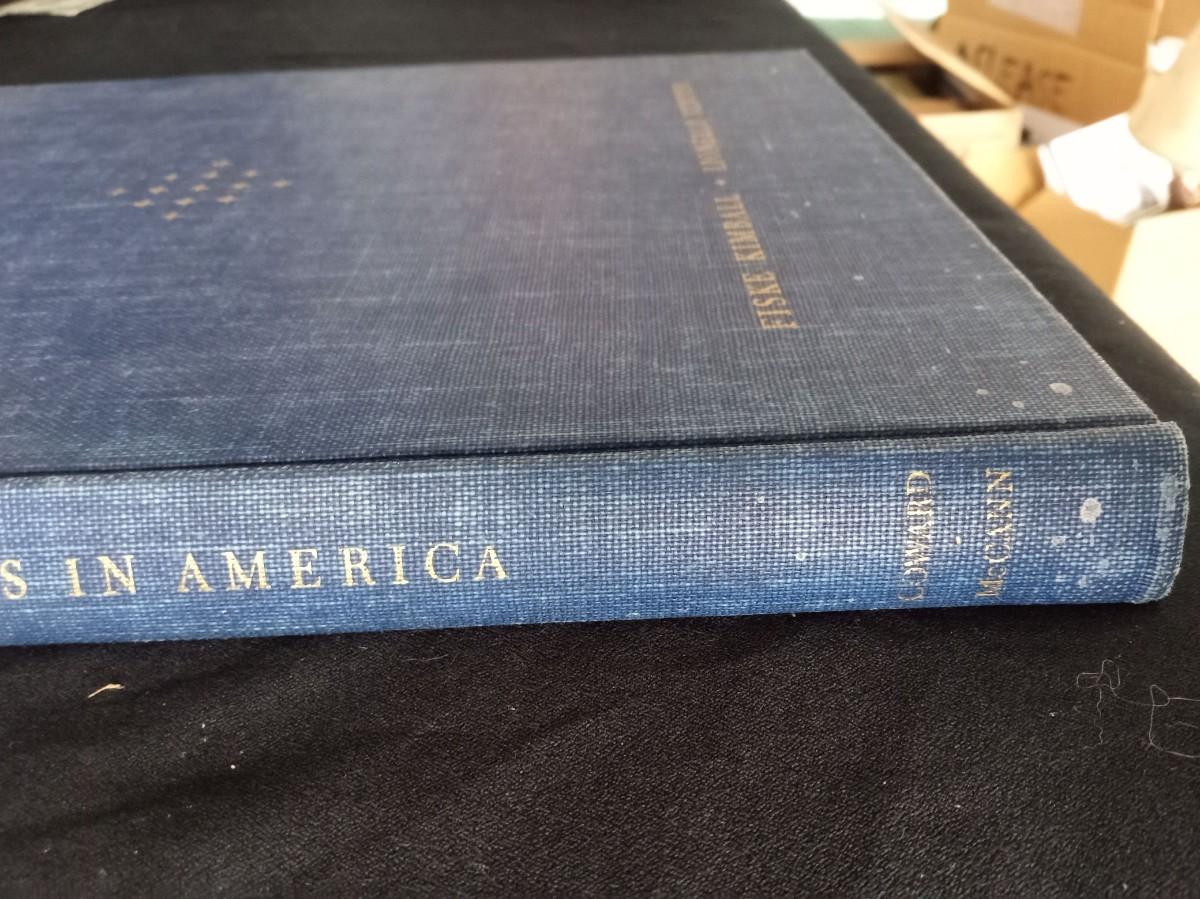 FISKE KIMBALL •
S IN AMERICA
COWARD
McCANN